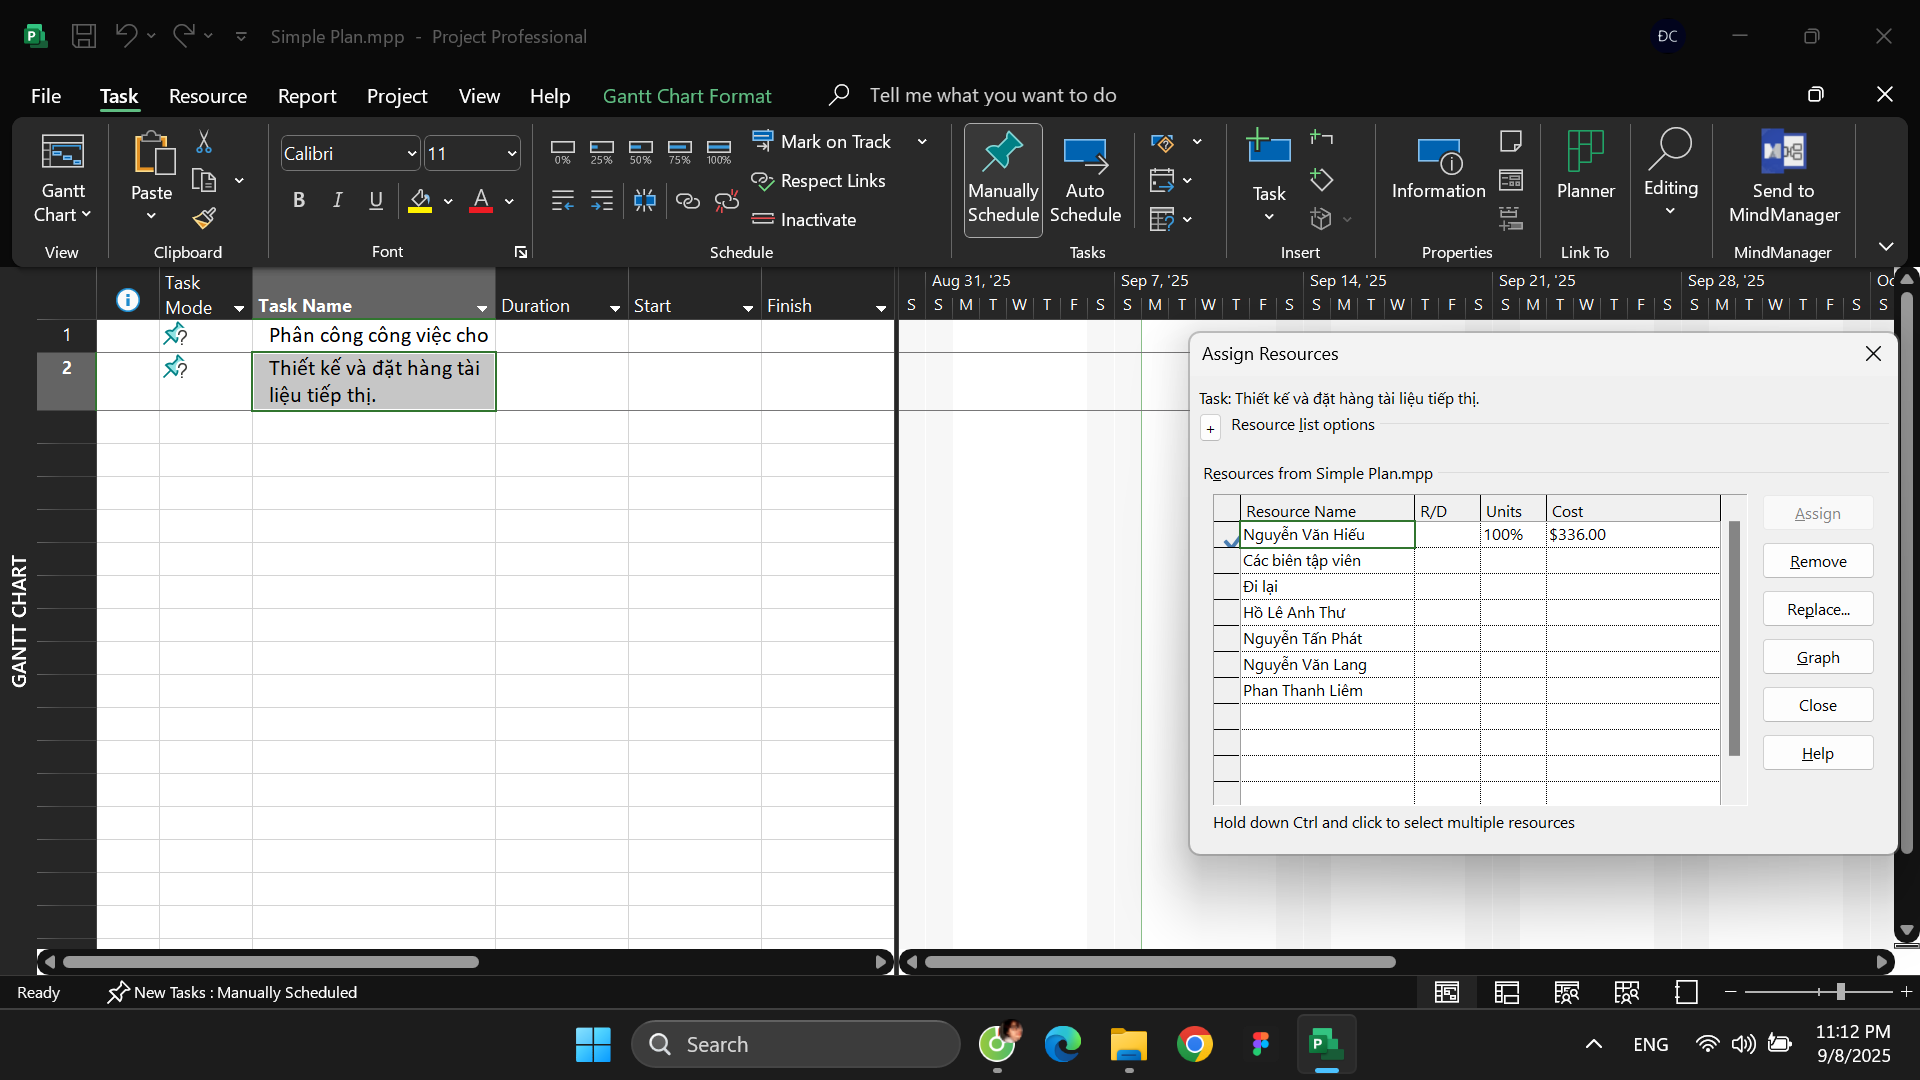 Simple Plan.mpp - Project Professional
ĐC
File Task Resource Report Project View Help Gantt Chart Format Tell me what you want to do
Gantt
Chart
View
Paste
Clipboard
Calibri 11
B I U A
Font
0% 25% 50% 75% 100%
Mark on Track
Respect Links
Inactivate
Schedule
Manually
Schedule
Auto
Schedule
Tasks
Task
Insert
Information
Properties
Planner
Link To
Editing
Send to
MindManager
MindManager
Task
Mode
Task Name
Duration
Start
Finish
Aug 31, '25 Sep 7, '25 Sep 14, '25 Sep 21, '25 Sep 28, '25
S S M T W T F S S M T W T F S S M T W T F S S M T W T F S S M T W T F S S
1 Phân công công việc cho
2 Thiết kế và đặt hàng tài
liệu tiếp thị.
GANTT CHART
Assign Resources
Task: Thiết kế và đặt hàng tài liệu tiếp thị.
+ Resource list options
Resources from Simple Plan.mpp
Resource Name R/D Units Cost
Nguyễn Văn Hiếu 100% $336.00
Các biên tập viên
Đi lại
Hồ Lê Anh Thư
Nguyễn Tấn Phát
Nguyễn Văn Lang
Phan Thanh Liêm
Assign
Remove
Replace...
Graph
Close
Help
Hold down Ctrl and click to select multiple resources
Ready New Tasks : Manually Scheduled
Search
ENG
11:12 PM
9/8/2025